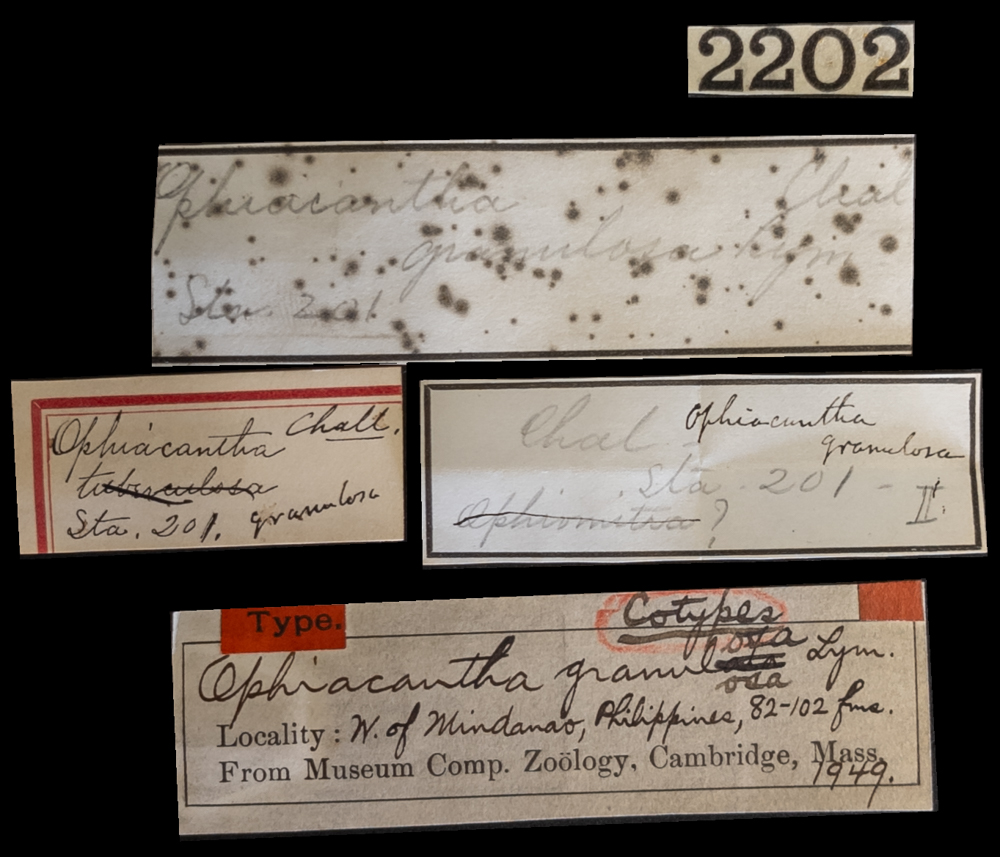 2202
Ophiacantha Chal
granulosa Lym
Sta. 201.
Ophiacantha Chall.
tuberculosa
Sta. 201. granulosa
Chal Ophiacantha
granulosa
Sta. 201 - II.
Ophiomitra?
Type. Cotypes
Ophiacantha granulosa Lym.
osa
Locality: W. of Mindanao, Philippines, 82-102 fms.
From Museum Comp. Zoölogy, Cambridge, Mass.
1949.